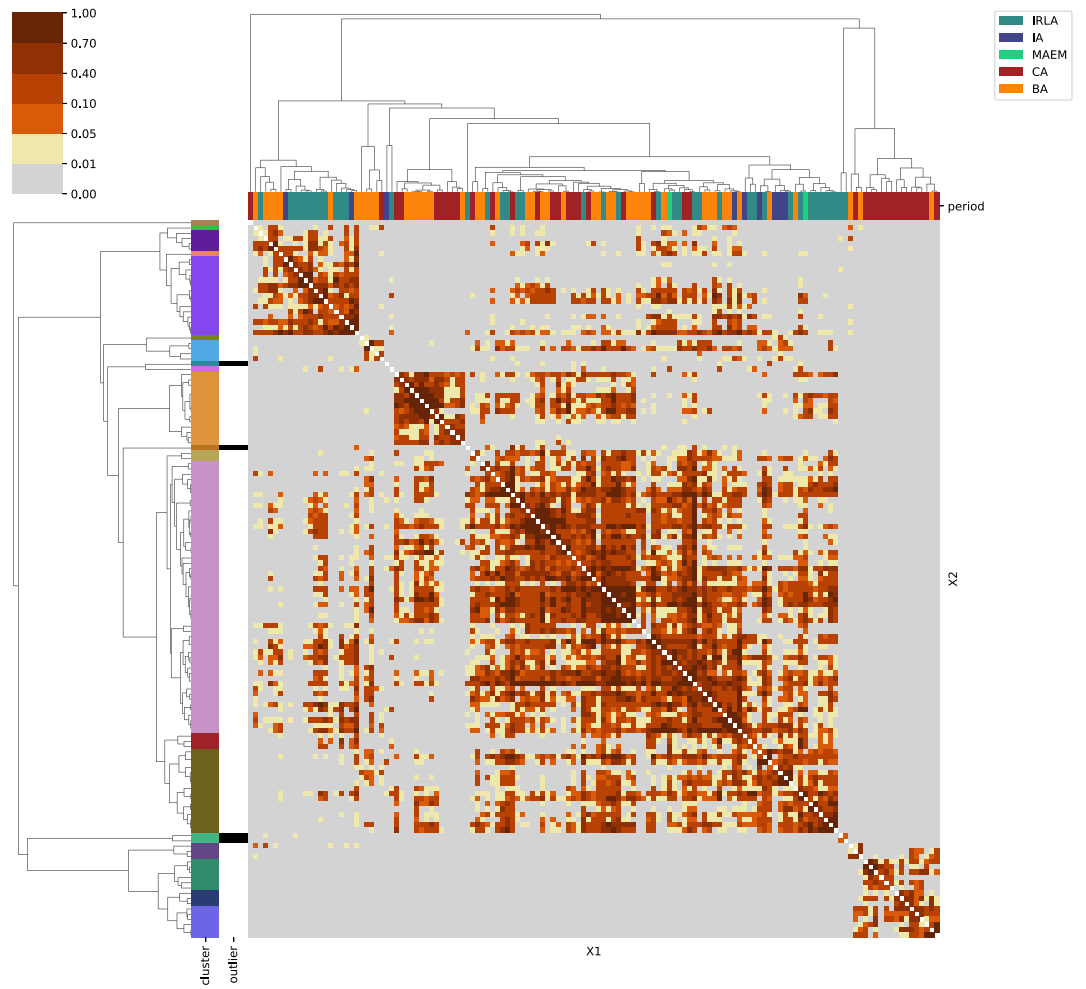 1.00
0.70
0.40
0.10
0.05
0.01
0.00
IRLA
IA
MAEM
CA
BA
period
X2
X1
cluster
outlier